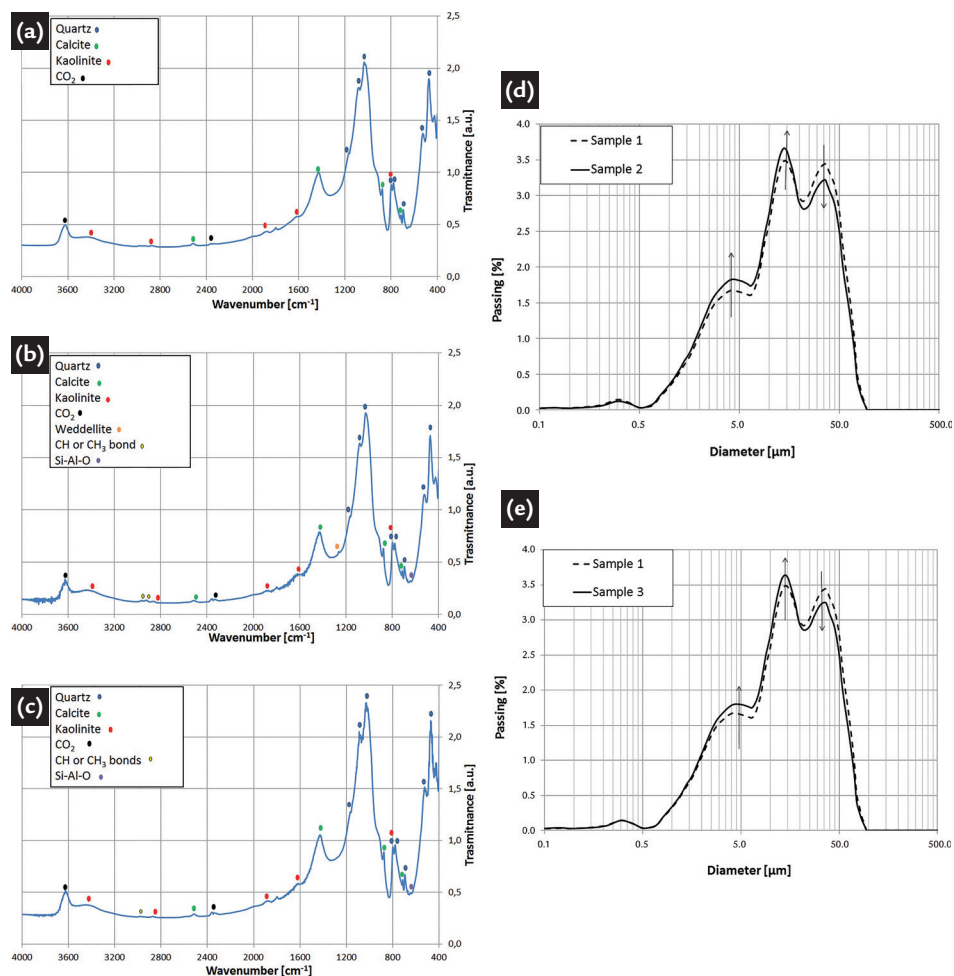 (a)
Quartz
Calcite
Kaolinite
CO2
2,5
2,0
1,5
1,0
0,5
0,0
Trasmitnance [a.u.]
4000 3600 3200 2800 2400 2000 1600 1200 800 400
Wavenumber [cm-1]
(b)
Quartz
Calcite
Kaolinite
CO2
Weddellite
CH or CH3 bond
Si-Al-O
2,5
2,0
1,5
1,0
0,5
0,0
Trasmitnance [a.u.]
4000 3600 3200 2800 2400 2000 1600 1200 800 400
Wavenumber [cm-1]
(c)
Quartz
Calcite
Kaolinite
CO2
CH or CH3 bonds
Si-Al-O
2,5
2,0
1,5
1,0
0,5
0,0
Trasmitnance [a.u.]
4000 3600 3200 2800 2400 2000 1600 1200 800 400
Wavenumber [cm-1]
(d)
Sample 1
Sample 2
4.0
3.5
3.0
2.5
2.0
1.5
1.0
0.5
0.0
Passing [%]
0.1 0.5 5.0 50.0 500.0
Diameter [µm]
(e)
Sample 1
Sample 3
4.0
3.5
3.0
2.5
2.0
1.5
1.0
0.5
0.0
Passing [%]
0.1 0.5 5.0 50.0 500.0
Diameter [µm]